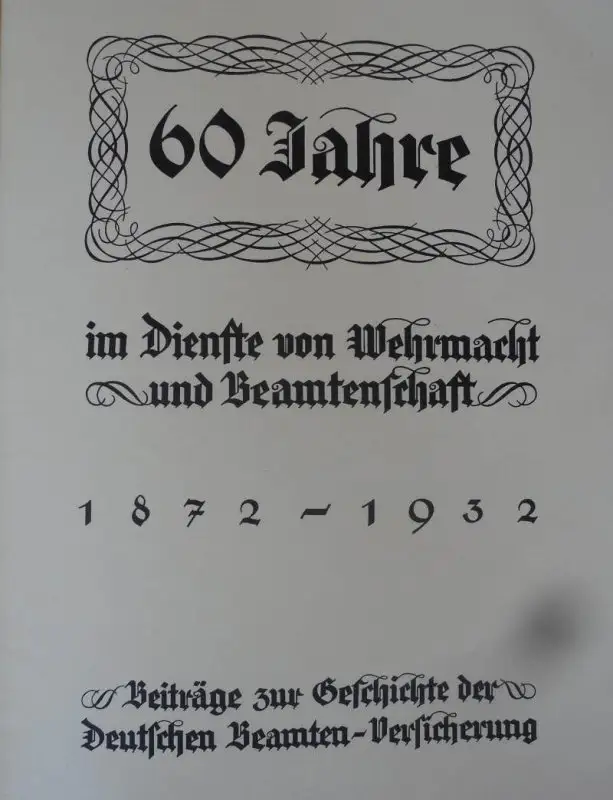 60 Jahre
im Dienſte von Wehrmacht
und Beamtenſchaft
1872-1932
Beiträge zur Geſchichte der
Deutſchen Beamten-Verſicherung